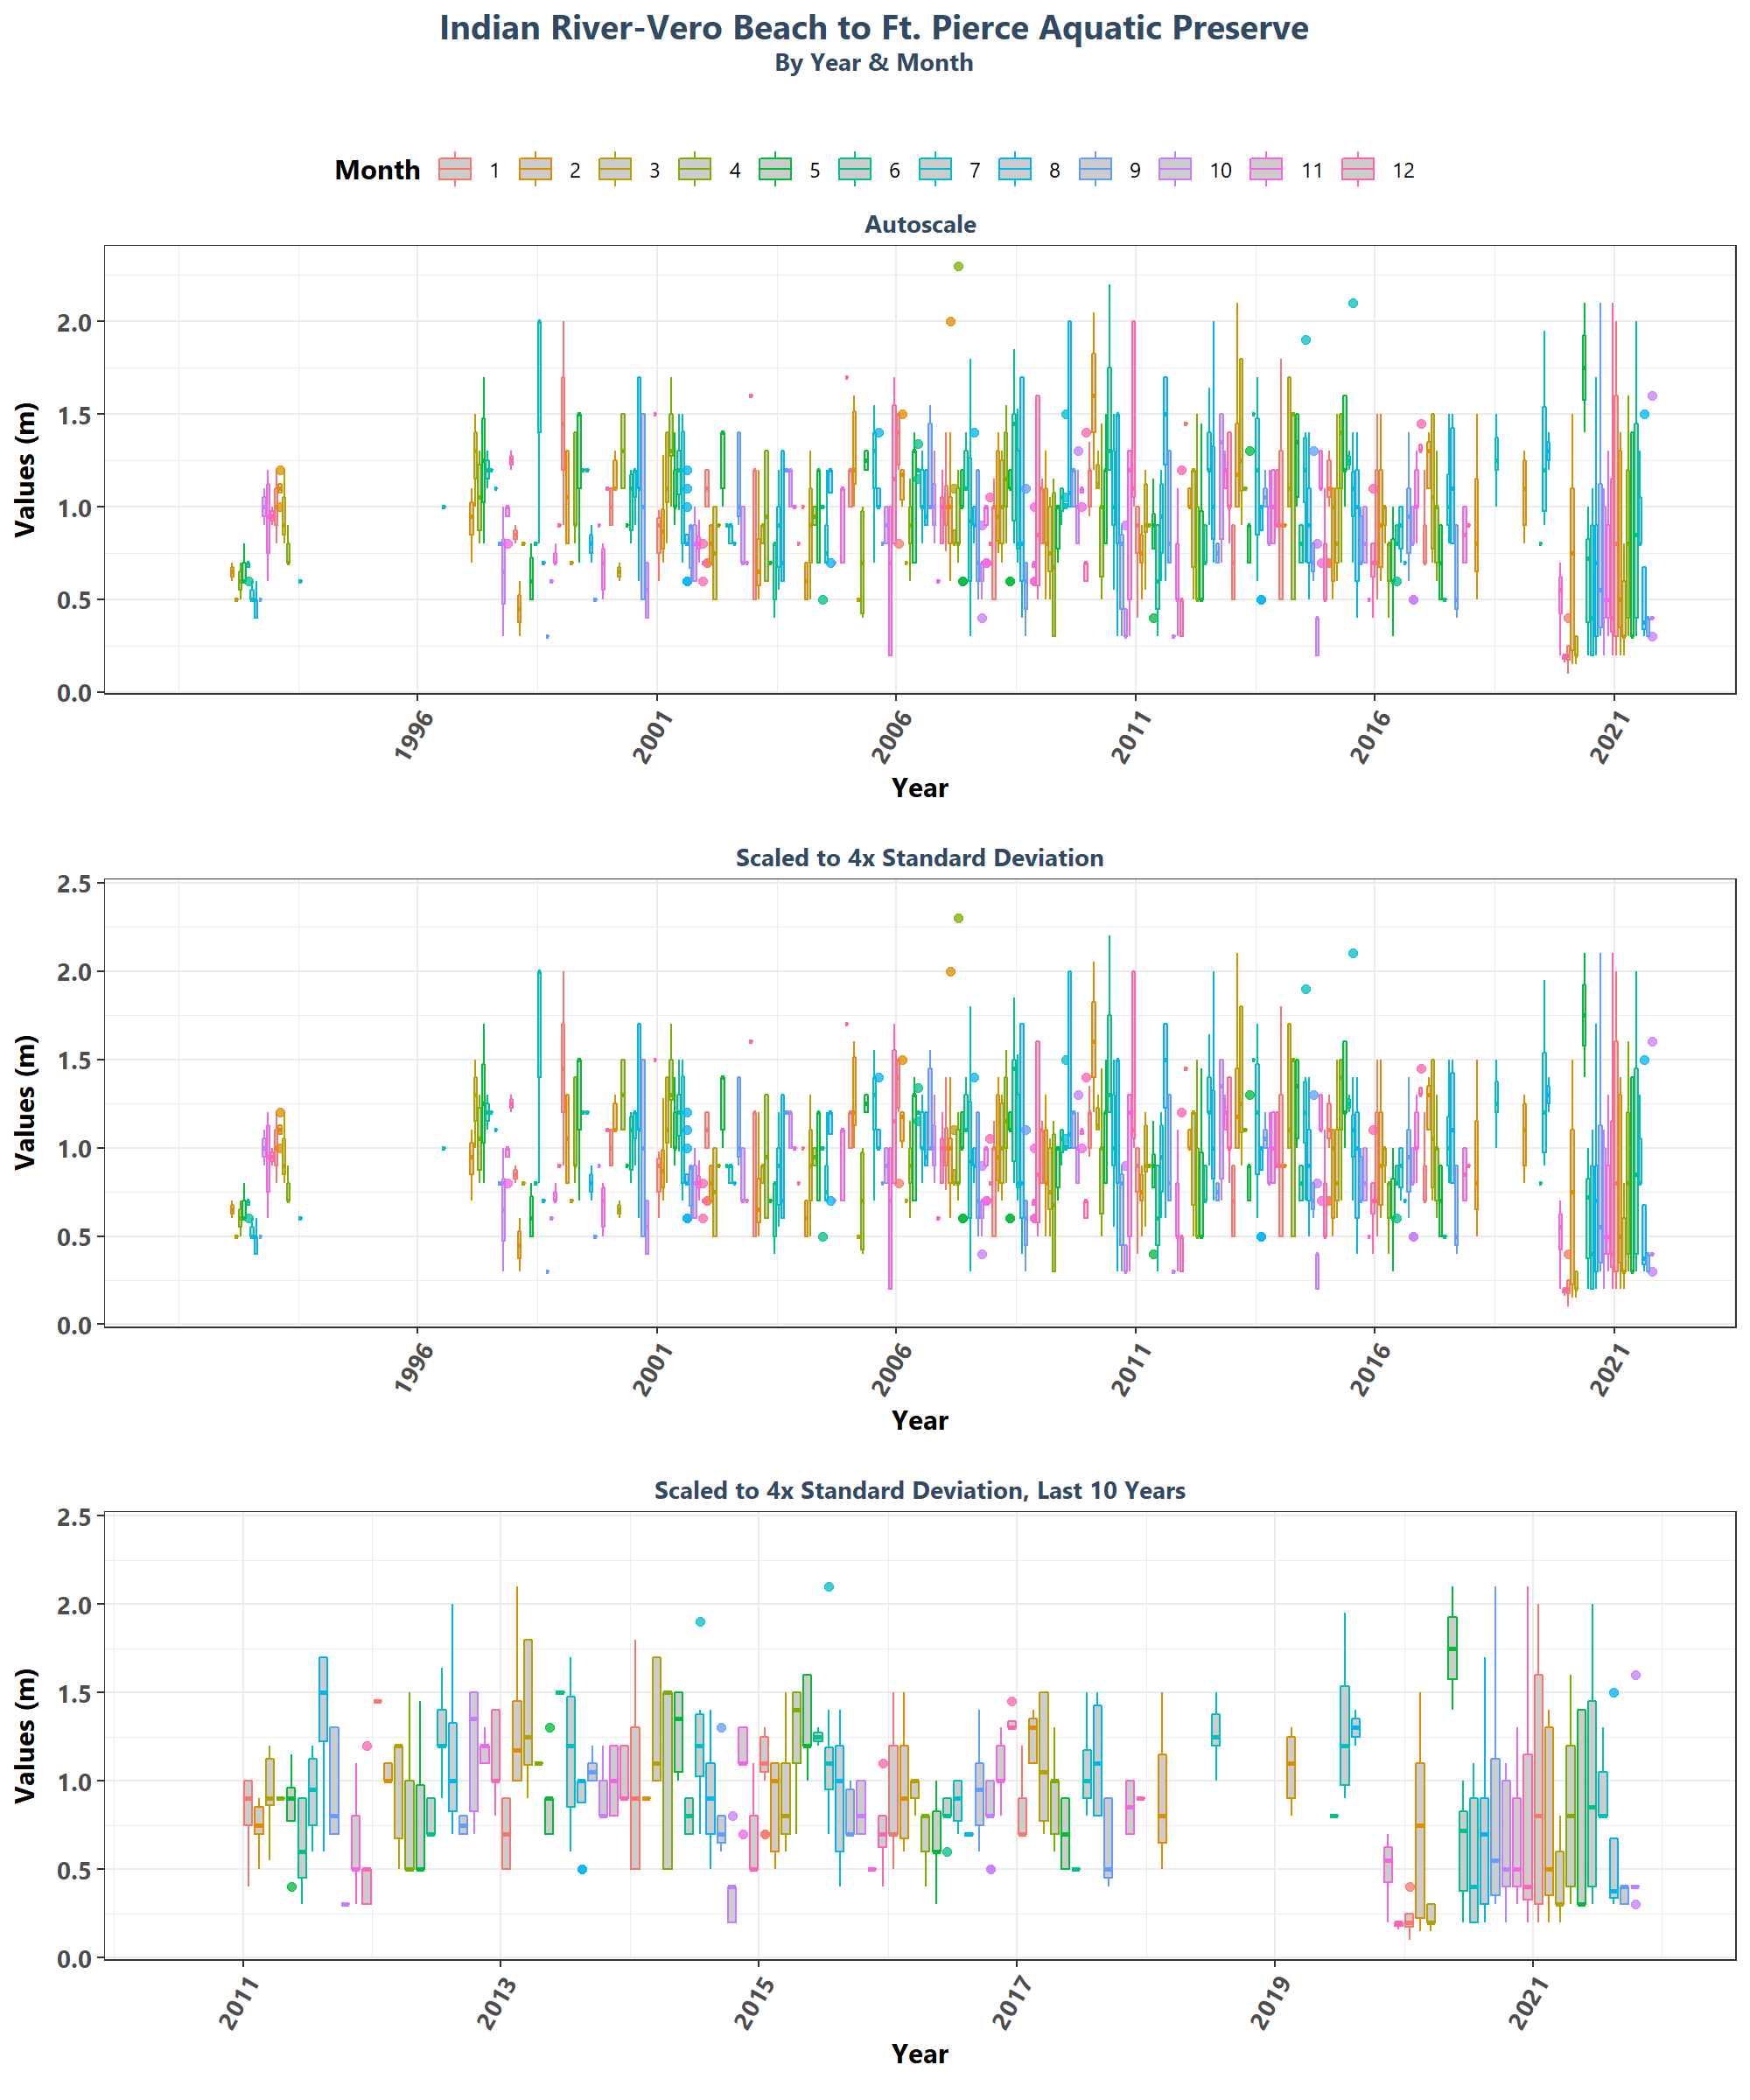 Indian River-Vero Beach to Ft. Pierce Aquatic Preserve
By Year & Month
Month 1 2 3 4 5 6 7 8 9 10 11 12
Autoscale
Values (m)
2.0
1.5
1.0
0.5
0.0
1996 2001 2006 2011 2016 2021
Year
Scaled to 4x Standard Deviation
Values (m)
2.5
2.0
1.5
1.0
0.5
0.0
1996 2001 2006 2011 2016 2021
Year
Scaled to 4x Standard Deviation, Last 10 Years
Values (m)
2.5
2.0
1.5
1.0
0.5
0.0
2011 2013 2015 2017 2019 2021
Year